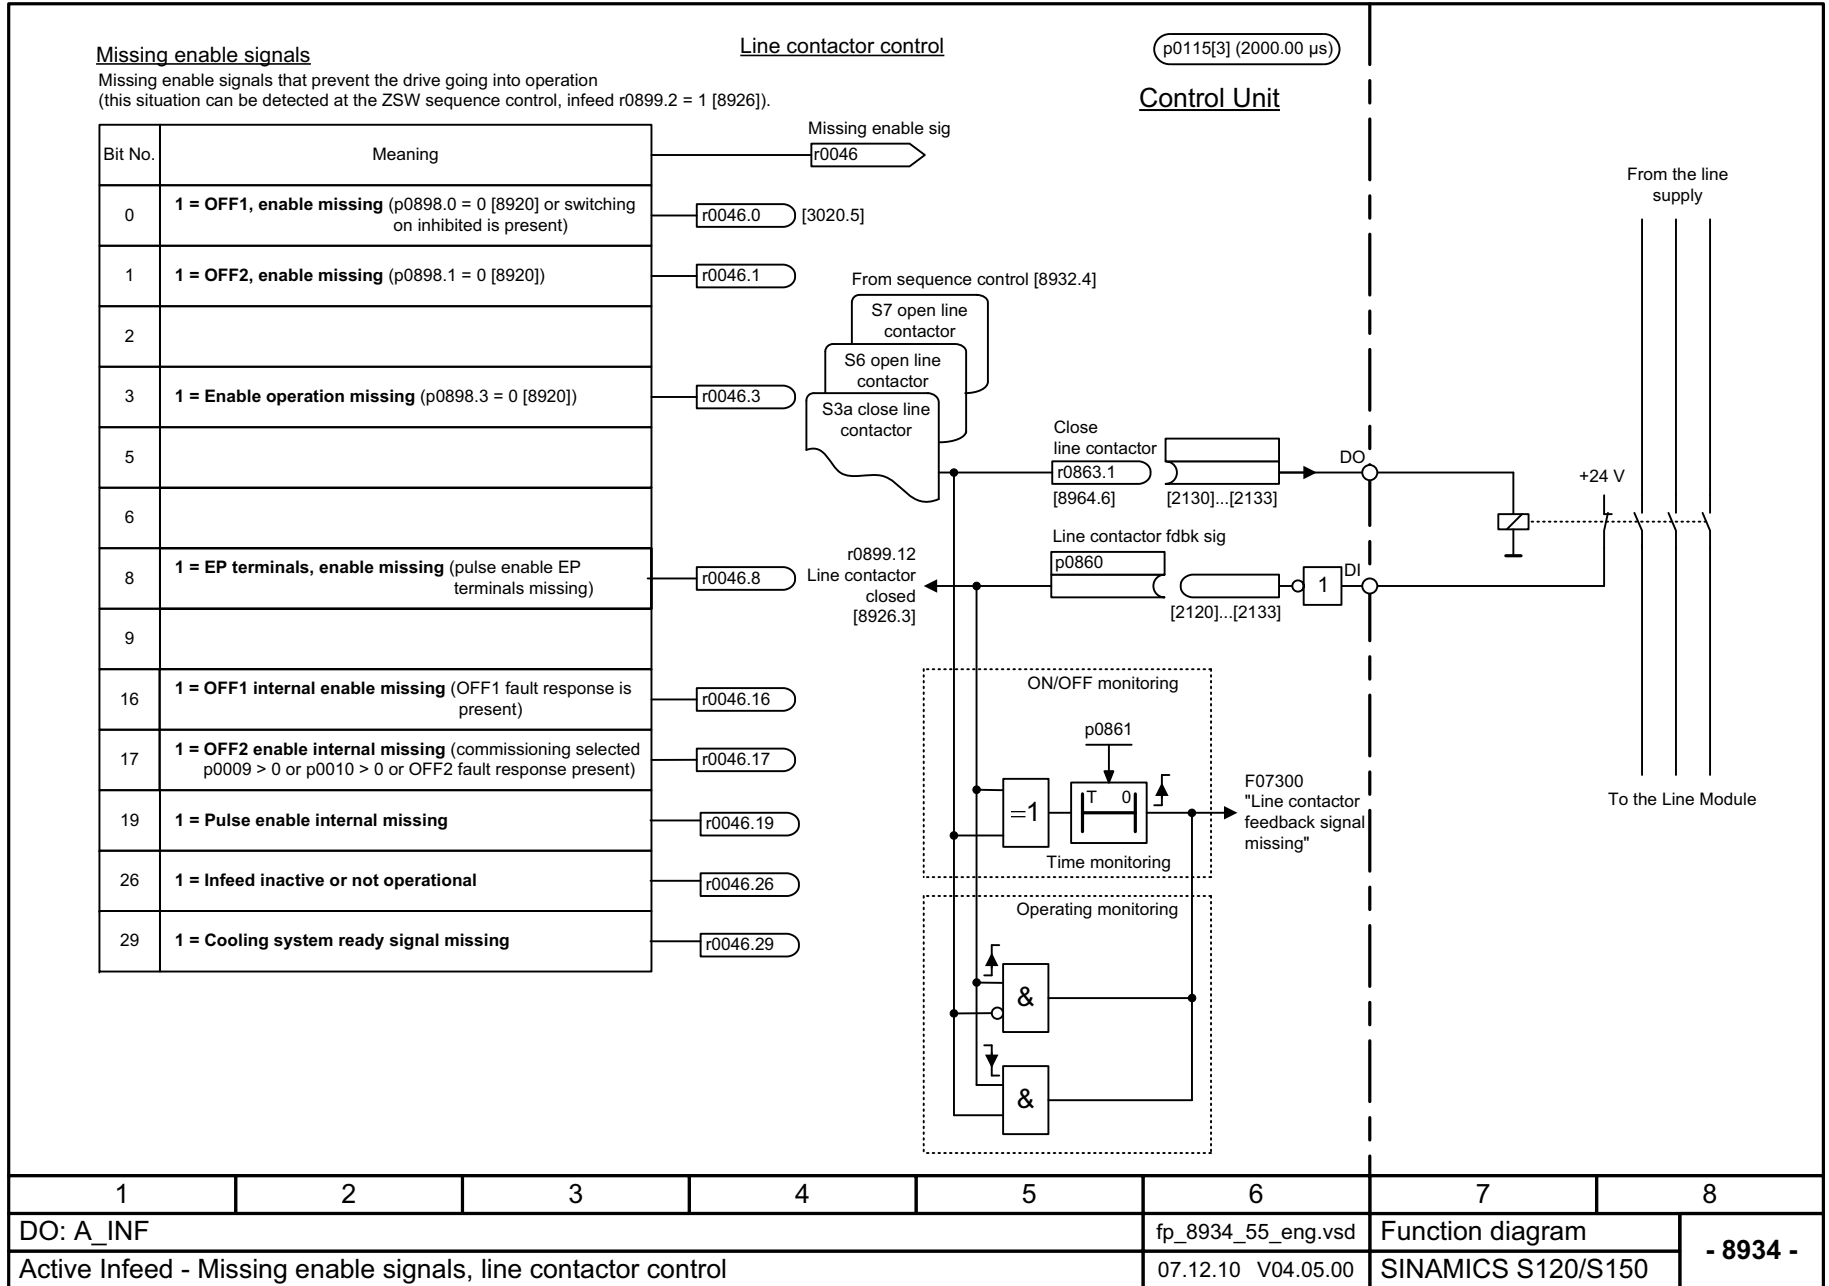 Missing enable signals
Missing enable signals that prevent the drive going into operation
(this situation can be detected at the ZSW sequence control, infeed r0899.2 = 1 [8926]).
Line contactor control
p0115[3] (2000.00 µs)
Control Unit
Bit No.
Meaning
Missing enable sig
r0046
0
1 = OFF1, enable missing (p0898.0 = 0 [8920] or switching
on inhibited is present)
r0046.0
[3020.5]
1
1 = OFF2, enable missing (p0898.1 = 0 [8920])
r0046.1
2
3
1 = Enable operation missing (p0898.3 = 0 [8920])
r0046.3
5
6
8
1 = EP terminals, enable missing (pulse enable EP
terminals missing)
r0046.8
9
16
1 = OFF1 internal enable missing (OFF1 fault response is
present)
r0046.16
17
1 = OFF2 enable internal missing (commissioning selected
p0009 > 0 or p0010 > 0 or OFF2 fault response present)
r0046.17
19
1 = Pulse enable internal missing
r0046.19
26
1 = Infeed inactive or not operational
r0046.26
29
1 = Cooling system ready signal missing
r0046.29
From sequence control [8932.4]
S7 open line
contactor
S6 open line
contactor
S3a close line
contactor
Close
line contactor
r0863.1
[8964.6]
[2130]...[2133]
DO
Line contactor fdbk sig
p0860
[2120]...[2133]
1
DI
r0899.12
Line contactor
closed
[8926.3]
From the line
supply
+24 V
To the Line Module
ON/OFF monitoring
p0861
=1
T 0
Time monitoring
F07300
"Line contactor
feedback signal
missing"
Operating monitoring
&
&
1 2 3 4 5 6 7 8
DO: A_INF
fp_8934_55_eng.vsd
Function diagram
- 8934 -
Active Infeed - Missing enable signals, line contactor control
07.12.10 V04.05.00
SINAMICS S120/S150